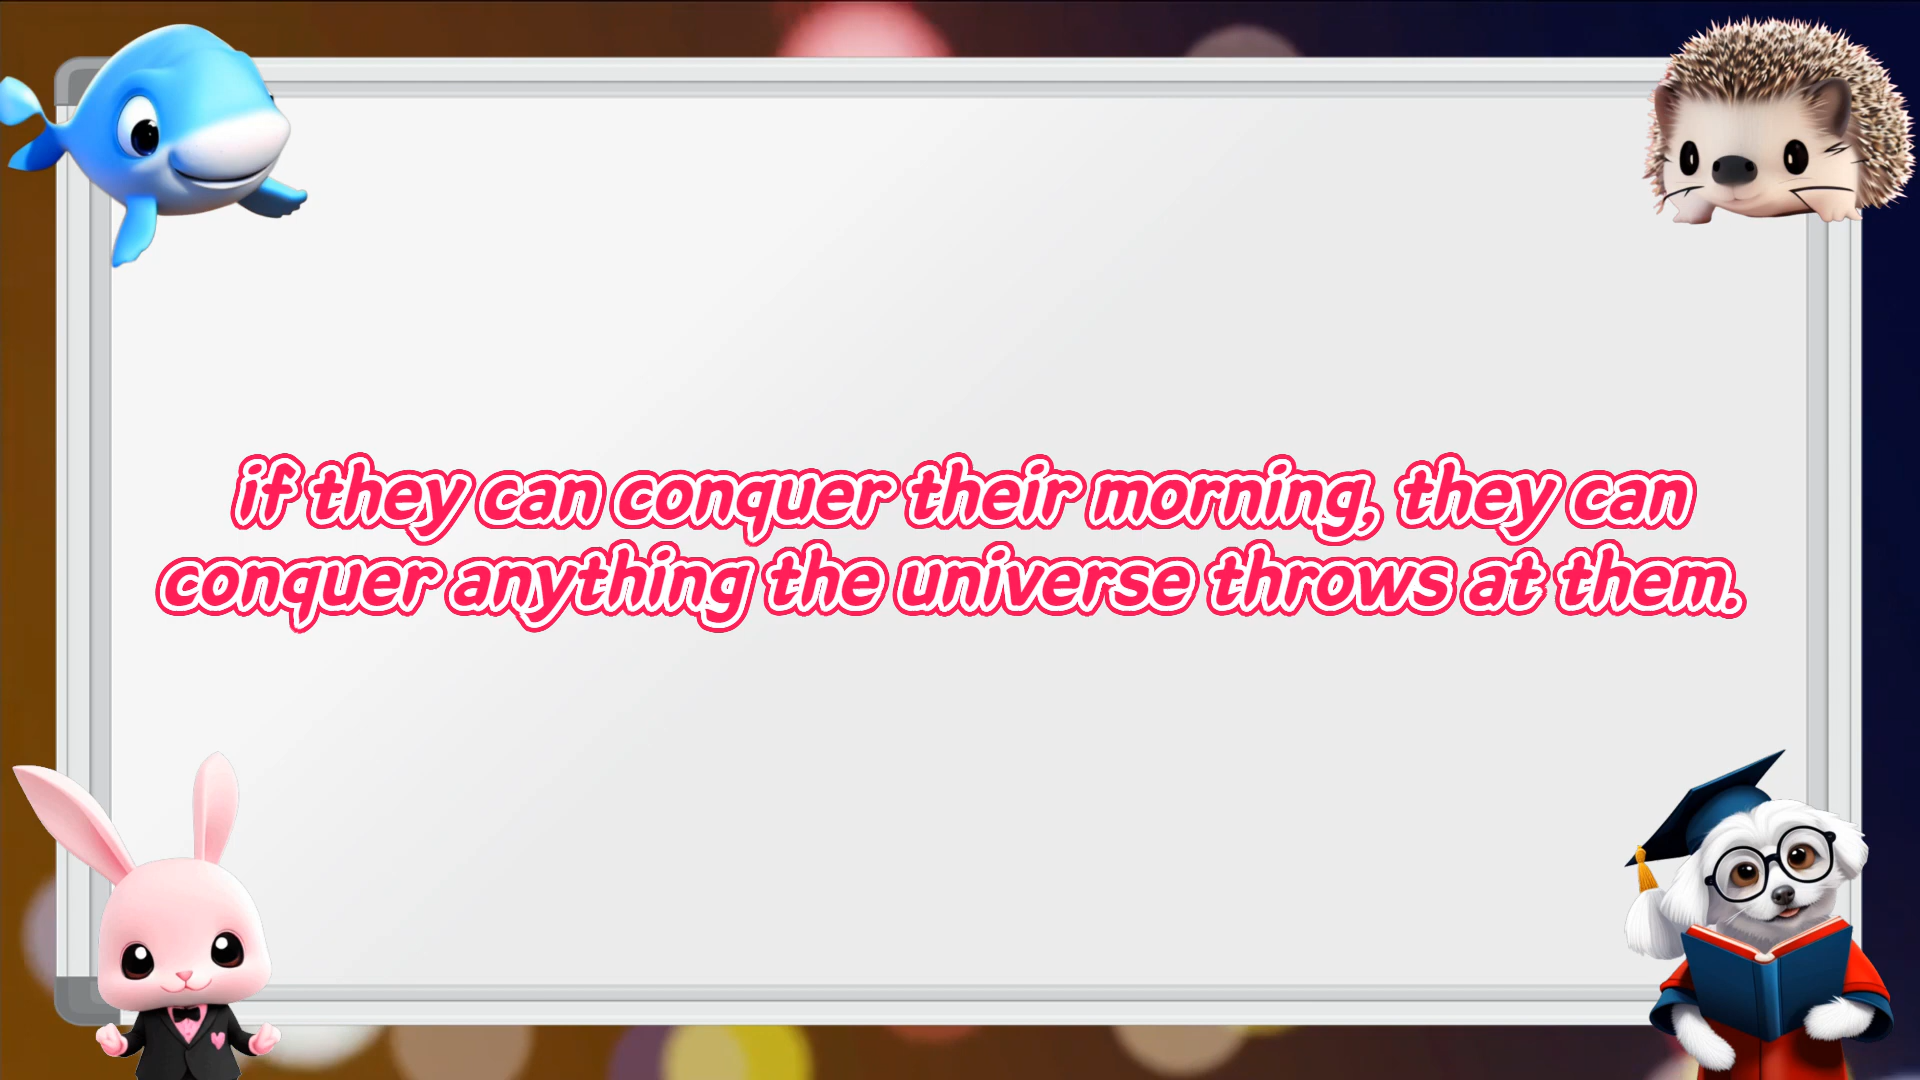 if they can conquer their morning, they can
conquer anything the universe throws at them.